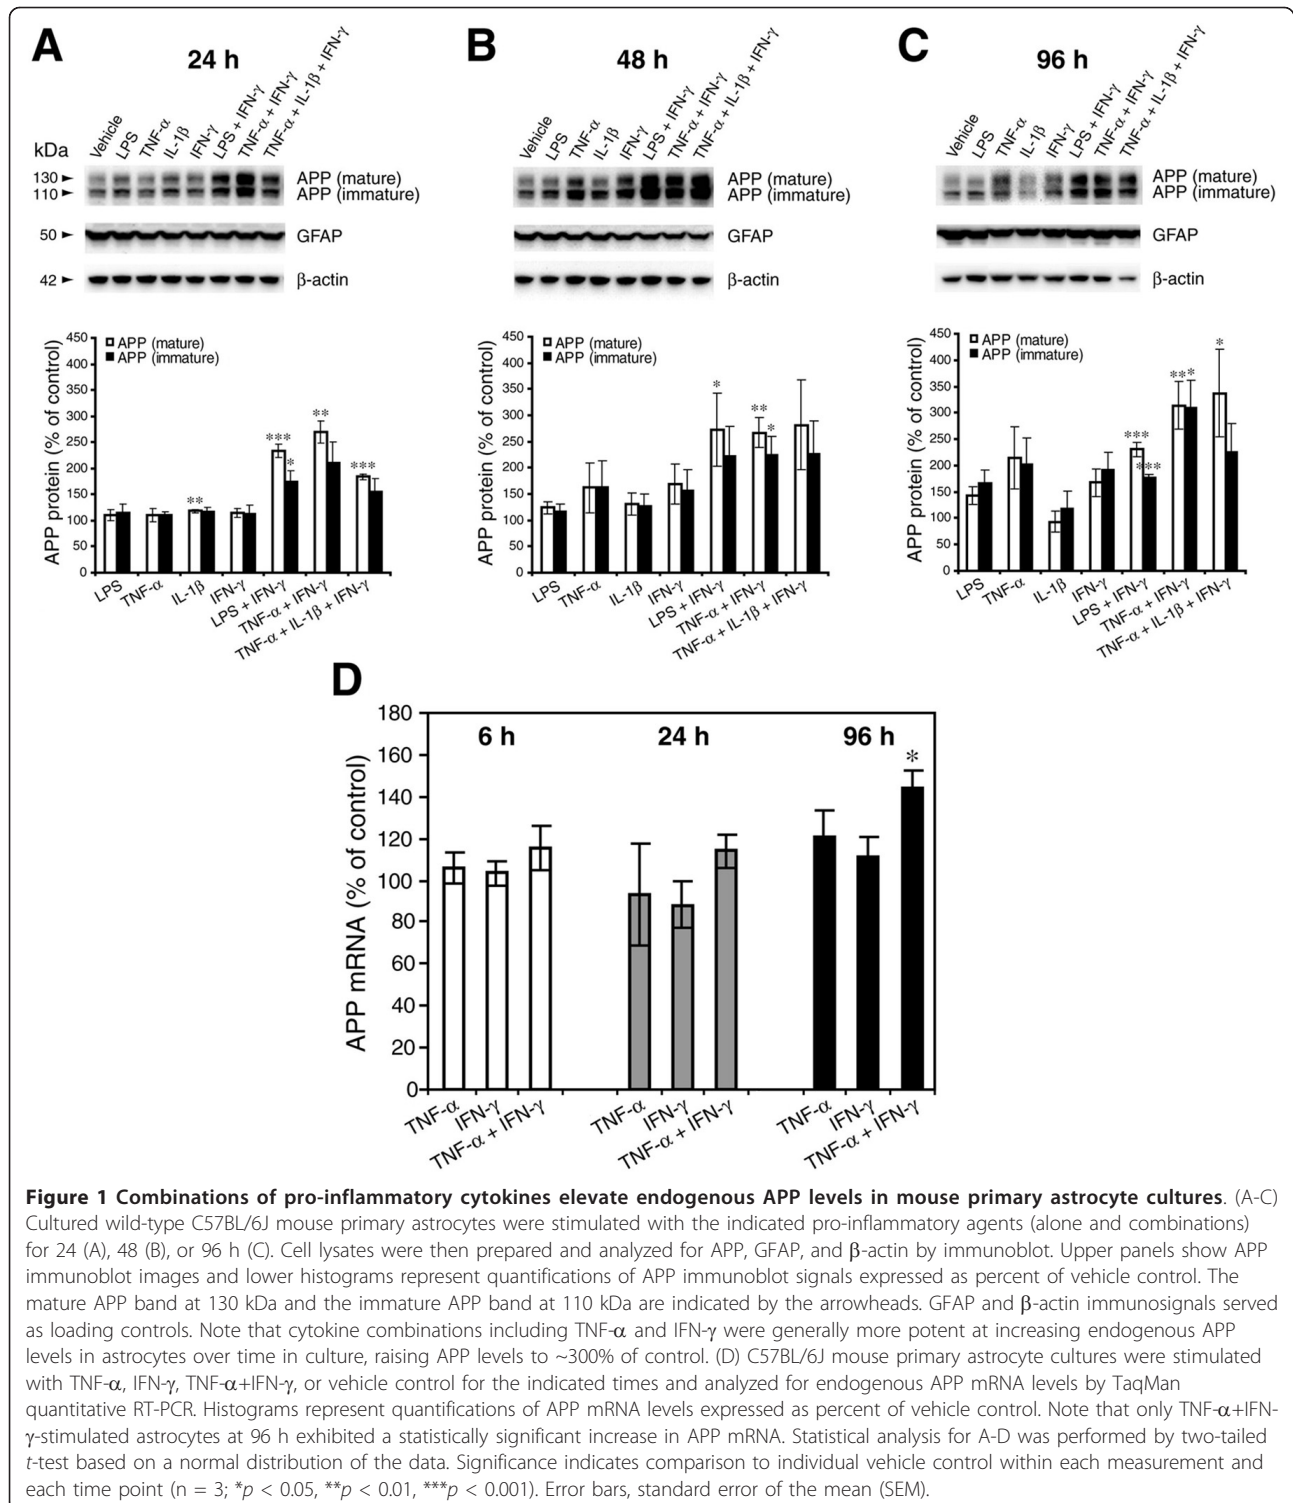 A
24 h
Vehicle
LPS
TNF-α
IL-1β
IFN-γ
LPS + IFN-γ
TNF-α + IFN-γ
TNF-α + IL-1β + IFN-γ
kDa
130
110
50
42
APP (mature)
APP (immature)
GFAP
β-actin
B
48 h
Vehicle
LPS
TNF-α
IL-1β
IFN-γ
LPS + IFN-γ
TNF-α + IFN-γ
TNF-α + IL-1β + IFN-γ
APP (mature)
APP (immature)
GFAP
β-actin
C
96 h
Vehicle
LPS
TNF-α
IL-1β
IFN-γ
LPS + IFN-γ
TNF-α + IFN-γ
TNF-α + IL-1β + IFN-γ
APP (mature)
APP (immature)
GFAP
β-actin
APP protein (% of control)
450
400
350
300
250
200
150
100
50
0
APP (mature)
APP (immature)
**
***
*
**
***
LPS
TNF-α
IL-1β
IFN-γ
LPS + IFN-γ
TNF-α + IFN-γ
TNF-α + IL-1β + IFN-γ
APP protein (% of control)
450
400
350
300
250
200
150
100
50
0
APP (mature)
APP (immature)
*
**
*
LPS
TNF-α
IL-1β
IFN-γ
LPS + IFN-γ
TNF-α + IFN-γ
TNF-α + IL-1β + IFN-γ
APP protein (% of control)
450
400
350
300
250
200
150
100
50
0
APP (mature)
APP (immature)
***
***
**
*
*
LPS
TNF-α
IL-1β
IFN-γ
LPS + IFN-γ
TNF-α + IFN-γ
TNF-α + IL-1β + IFN-γ
D
APP mRNA (% of control)
180
160
140
120
100
80
60
40
20
0
6 h
24 h
96 h
*
TNF-α
IFN-γ
TNF-α + IFN-γ
TNF-α
IFN-γ
TNF-α + IFN-γ
TNF-α
IFN-γ
TNF-α + IFN-γ
Figure 1 Combinations of pro-inflammatory cytokines elevate endogenous APP levels in mouse primary astrocyte cultures. (A-C)
Cultured wild-type C57BL/6J mouse primary astrocytes were stimulated with the indicated pro-inflammatory agents (alone and combinations)
for 24 (A), 48 (B), or 96 h (C). Cell lysates were then prepared and analyzed for APP, GFAP, and β-actin by immunoblot. Upper panels show APP
immunoblot images and lower histograms represent quantifications of APP immunoblot signals expressed as percent of vehicle control. The
mature APP band at 130 kDa and the immature APP band at 110 kDa are indicated by the arrowheads. GFAP and β-actin immunosignals served
as loading controls. Note that cytokine combinations including TNF-α and IFN-γ were generally more potent at increasing endogenous APP
levels in astrocytes over time in culture, raising APP levels to ~300% of control. (D) C57BL/6J mouse primary astrocyte cultures were stimulated
with TNF-α, IFN-γ, TNF-α+IFN-γ, or vehicle control for the indicated times and analyzed for endogenous APP mRNA levels by TaqMan
quantitative RT-PCR. Histograms represent quantifications of APP mRNA levels expressed as percent of vehicle control. Note that only TNF-α+IFN-
γ-stimulated astrocytes at 96 h exhibited a statistically significant increase in APP mRNA. Statistical analysis for A-D was performed by two-tailed
t-test based on a normal distribution of the data. Significance indicates comparison to individual vehicle control within each measurement and
each time point (n = 3; *p < 0.05, **p < 0.01, ***p < 0.001). Error bars, standard error of the mean (SEM).